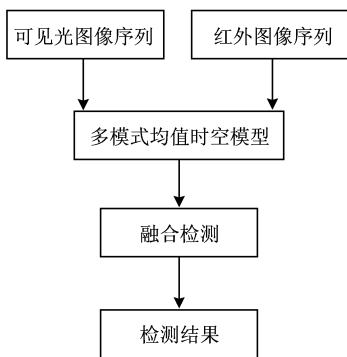 可见光图像序列
红外图像序列
多模式均值时空模型
融合检测
检测结果